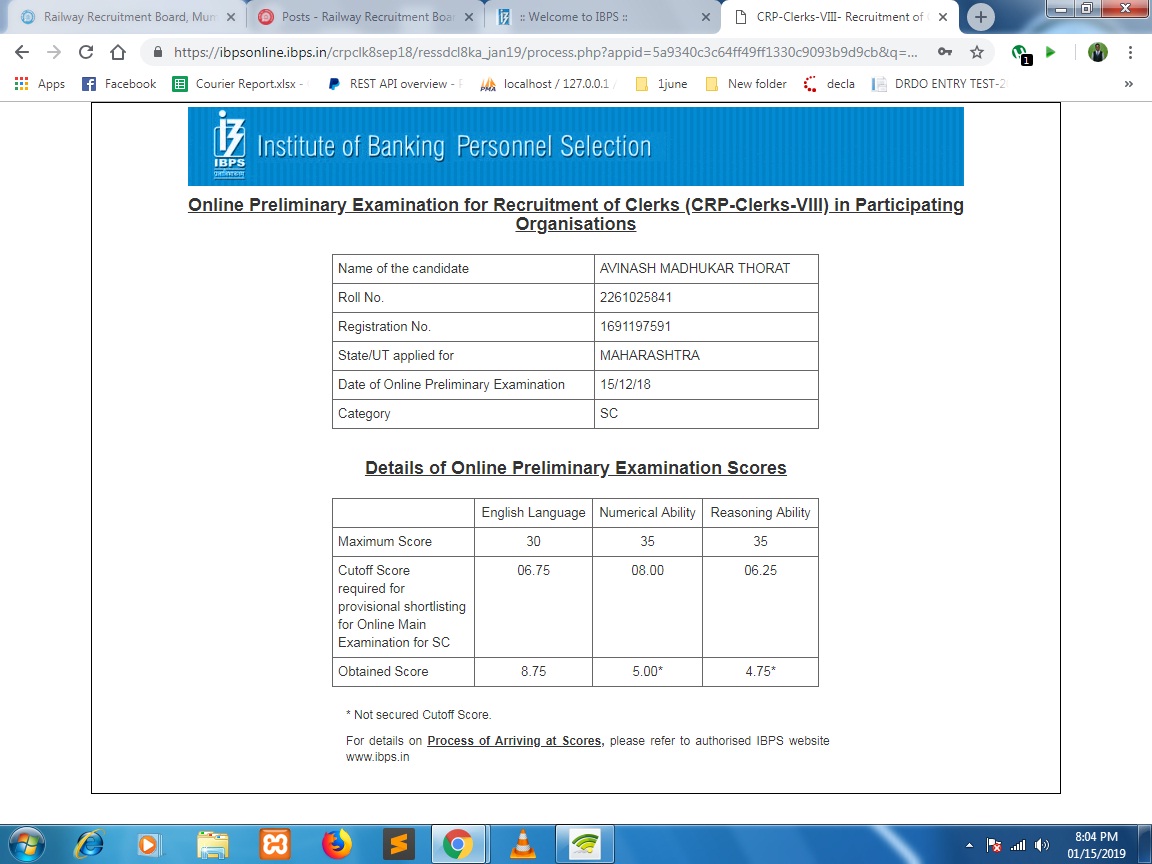 Railway Recruitment Board, Mum
Posts - Railway Recruitment Boar
:: Welcome to IBPS ::
CRP-Clerks-VIII- Recruitment of
https://ibpsonline.ibps.in/crpclk8sep18/ressdcl8ka_jan19/process.php?appid=5a9340c3c64ff49ff1330c9093b9d9cb&q=...
1
Apps
Facebook
Courier Report.xlsx -
REST API overview -
localhost / 127.0.0.1
1june
New folder
decla
DRDO ENTRY TEST-2
»
IBPS
Institute of Banking Personnel Selection
Online Preliminary Examination for Recruitment of Clerks (CRP-Clerks-VIII) in Participating
Organisations
Name of the candidate AVINASH MADHUKAR THORAT
Roll No. 2261025841
Registration No. 1691197591
State/UT applied for MAHARASHTRA
Date of Online Preliminary Examination 15/12/18
Category SC
Details of Online Preliminary Examination Scores
English Language Numerical Ability Reasoning Ability
Maximum Score 30 35 35
Cutoff Score 06.75 08.00 06.25
required for
provisional shortlisting
for Online Main
Examination for SC
Obtained Score 8.75 5.00* 4.75*
* Not secured Cutoff Score.
For details on Process of Arriving at Scores, please refer to authorised IBPS website
www.ibps.in
8:04 PM
01/15/2019